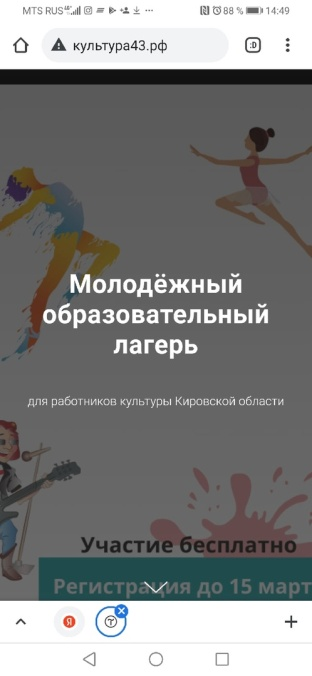 MTS RUS 88 % 14:49
культура43.рф
:D
Молодёжный
образовательный
лагерь
для работников культуры Кировской области
Участие бесплатно
Регистрация до 15 март
Я